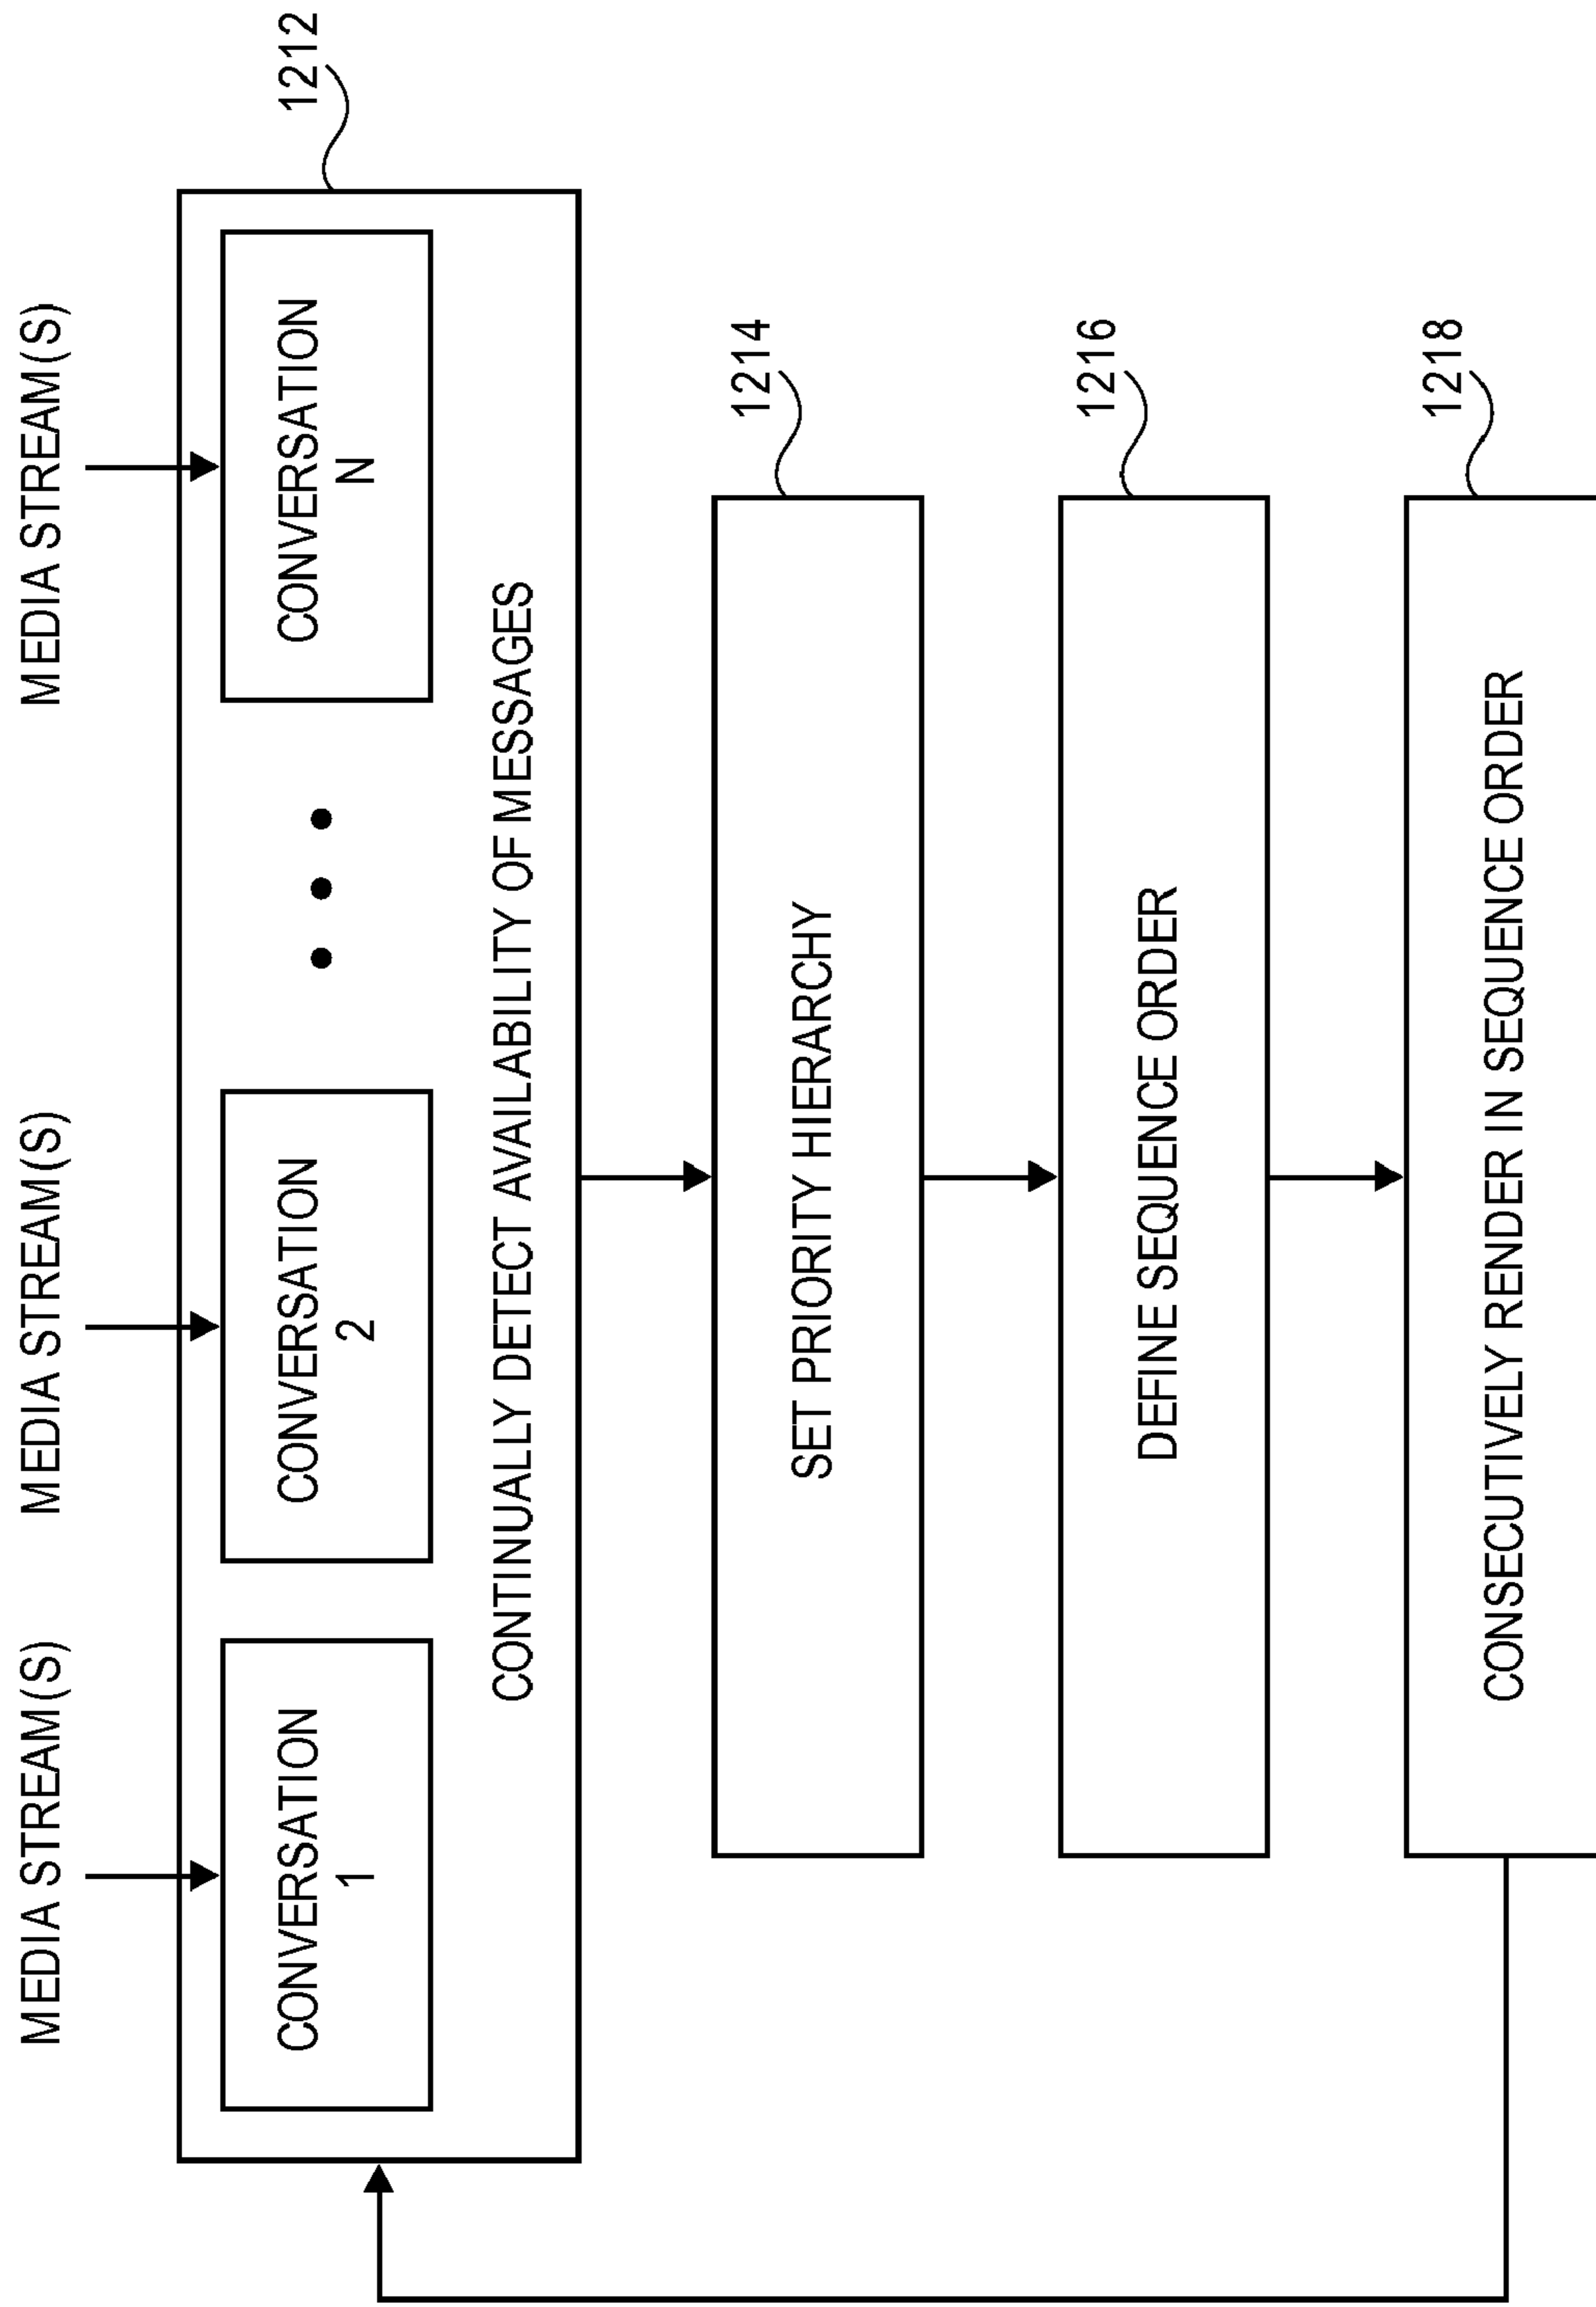 MEDIA STREAM(S)
MEDIA STREAM(S)
MEDIA STREAM(S)
1212
CONVERSATION
1
CONVERSATION
2
CONVERSATION
N
CONTINUALLY DETECT AVAILABILITY OF MESSAGES
1214
SET PRIORITY HIERARCHY
1216
DEFINE SEQUENCE ORDER
1218
CONSECUTIVELY RENDER IN SEQUENCE ORDER